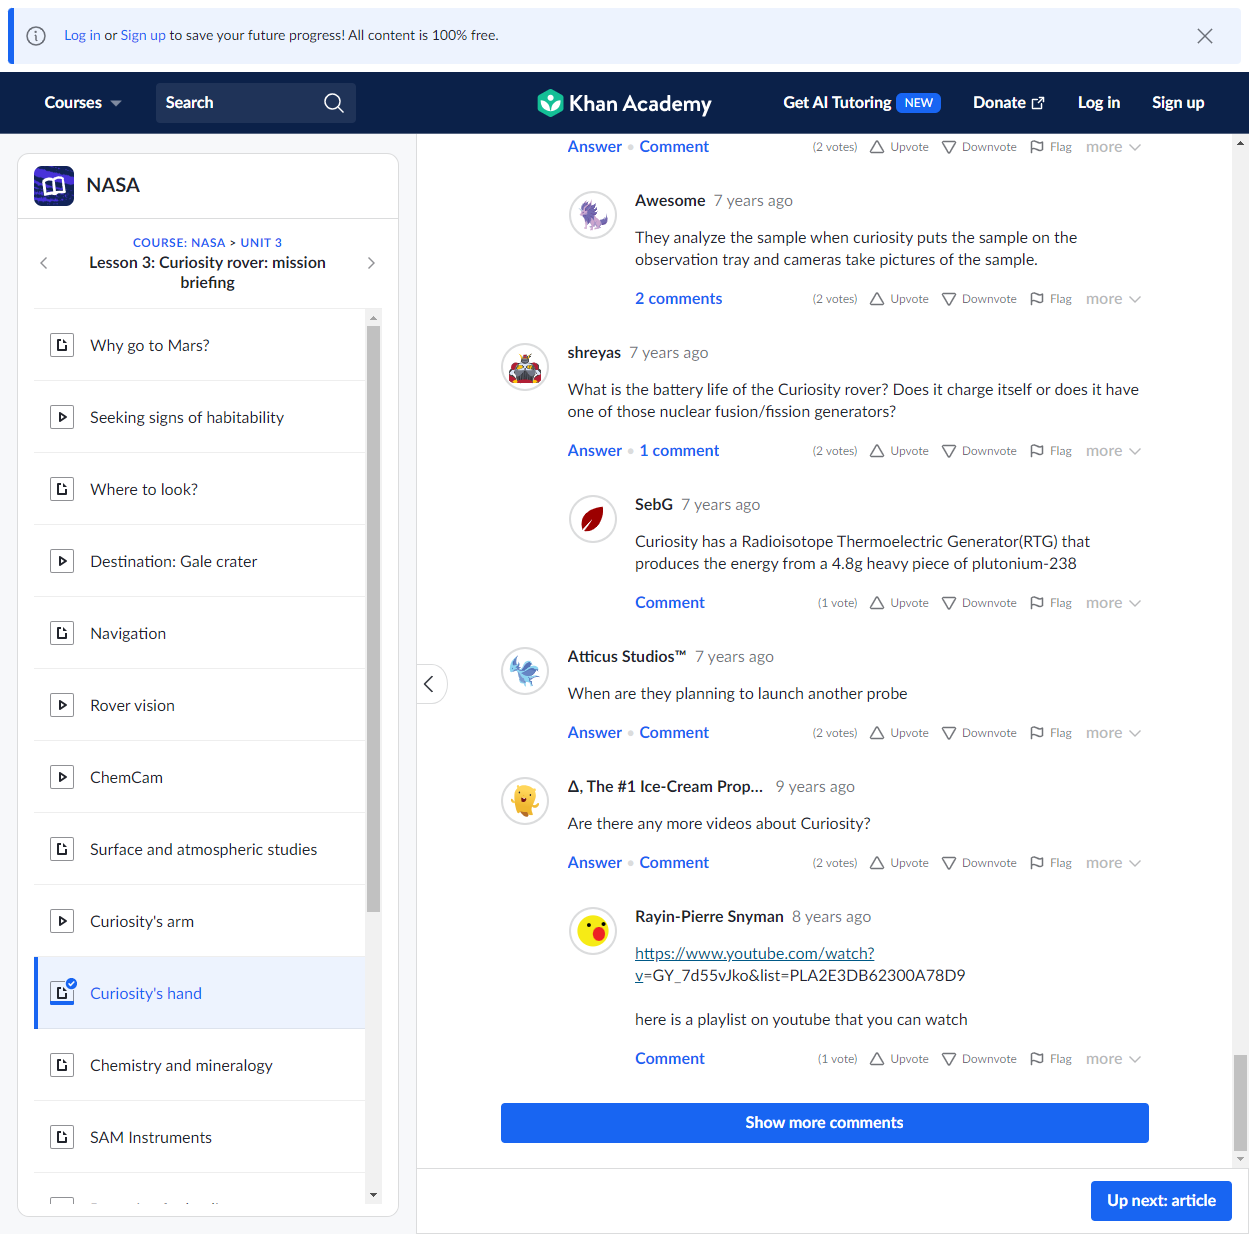 Log in or Sign up to save your future progress! All content is 100% free.
Courses
Search
Khan Academy
Get AI Tutoring NEW
Donate
Log in
Sign up
NASA
COURSE: NASA > UNIT 3
Lesson 3: Curiosity rover: mission
briefing
Why go to Mars?
Seeking signs of habitability
Where to look?
Destination: Gale crater
Navigation
Rover vision
ChemCam
Surface and atmospheric studies
Curiosity's arm
Curiosity's hand
Chemistry and mineralogy
SAM Instruments
Answer • Comment (2 votes) Upvote Downvote Flag more
Awesome 7 years ago
They analyze the sample when curiosity puts the sample on the
observation tray and cameras take pictures of the sample.
2 comments (2 votes) Upvote Downvote Flag more
shreyas 7 years ago
What is the battery life of the Curiosity rover? Does it charge itself or does it have
one of those nuclear fusion/fission generators?
Answer • 1 comment (2 votes) Upvote Downvote Flag more
SebG 7 years ago
Curiosity has a Radioisotope Thermoelectric Generator(RTG) that
produces the energy from a 4.8g heavy piece of plutonium-238
Comment (1 vote) Upvote Downvote Flag more
Atticus Studios™ 7 years ago
When are they planning to launch another probe
Answer • Comment (2 votes) Upvote Downvote Flag more
Δ, The #1 Ice-Cream Prop... 9 years ago
Are there any more videos about Curiosity?
Answer • Comment (2 votes) Upvote Downvote Flag more
Rayin-Pierre Snyman 8 years ago
https://www.youtube.com/watch?
v=GY_7d55vJko&list=PLA2E3DB62300A78D9
here is a playlist on youtube that you can watch
Comment (1 vote) Upvote Downvote Flag more
Show more comments
Up next: article